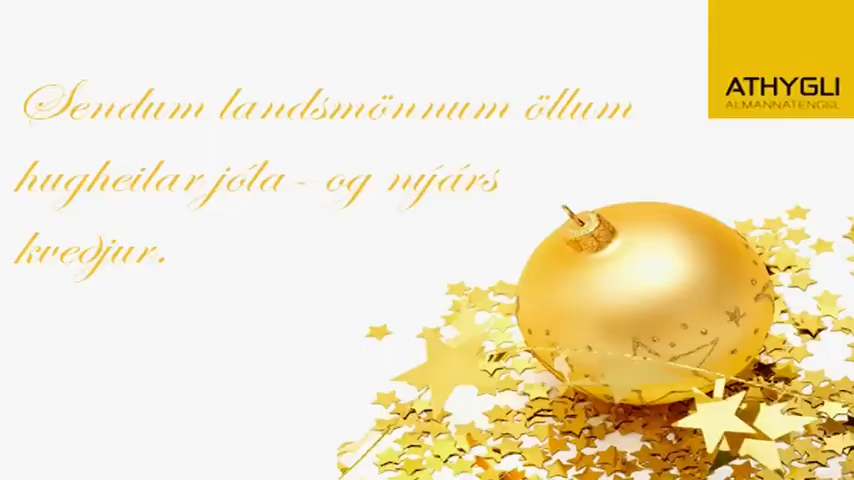 Sendum landsmönnum öllum
hugheilar jóla- og nýárs
kveðjur.
ATHYGLI
ALMANNATENGSL